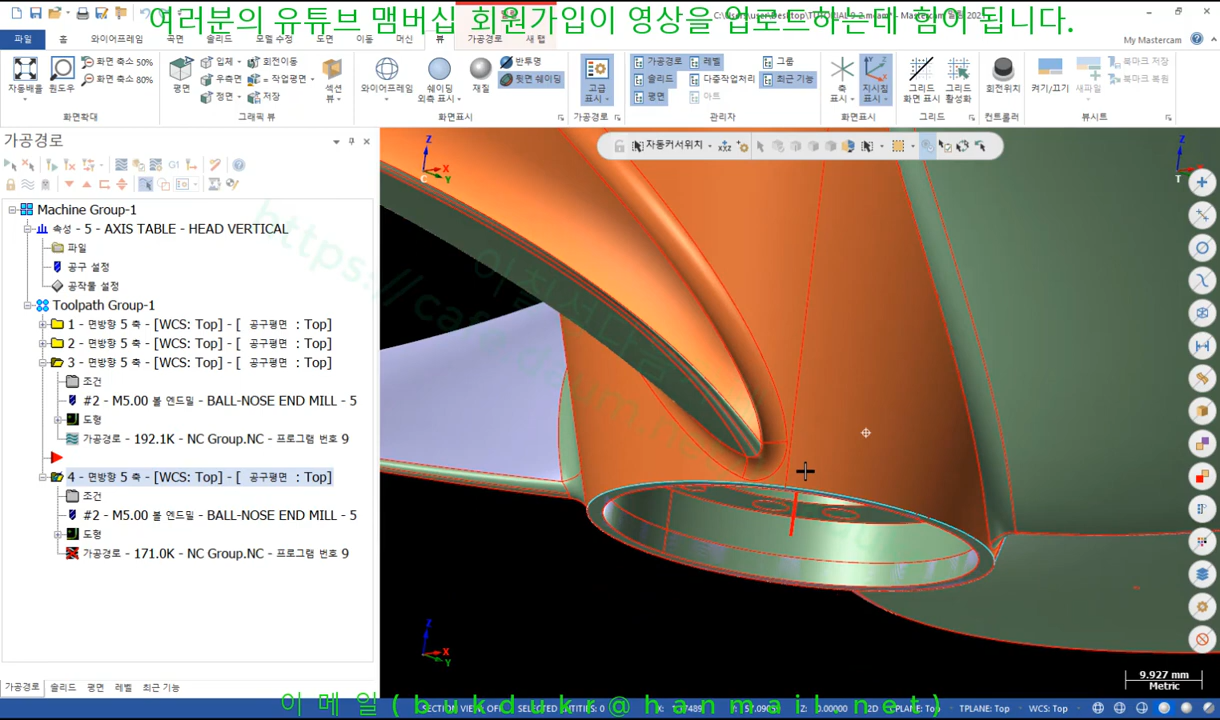 여러분의 유튜브 맴버십 회원가입이 영상을 업로드하는데 힘이 됩니다.
My Mastercam
파일 홈 와이어프레임 곡면 솔리드 모델 수정 도면 이동 머신 뷰 가공경로 새 탭
자동배율 원도우 화면 축소 50% 화면 축소 80%
평면 입체 우측면 정면 회전이동 =작업평면 저장 섹션 뷰
와이어프레임 쉐이딩 외측 표시 재질 반투명 뒷면 쉐이딩
고급 표시
가공경로 레벨 그룹
솔리드 다중작업처리 최근 기능
평면 아트
축 표시 지시침 표시 그리드 화면 표시 그리드 활성화 회전위치 켜기/끄기 새파일 북마크 저장 북마크 복원
화면확대 그래픽 뷰 화면표시 가공경로 관리자 화면표시 그리드 컨트롤러 뷰시트
가공경로
자동커서위치
Machine Group-1
속성 - 5 - AXIS TABLE - HEAD VERTICAL
파일
공구 설정
공작물 설정
Toolpath Group-1
1 - 면방향 5 축 - [WCS: Top] - [ 공구평면 : Top]
2 - 면방향 5 축 - [WCS: Top] - [ 공구평면 : Top]
3 - 면방향 5 축 - [WCS: Top] - [ 공구평면 : Top]
조건
#2 - M5.00 볼 엔드밀 - BALL-NOSE END MILL - 5
도형
가공경로 - 192.1K - NC Group.NC - 프로그램 번호 9
4 - 면방향 5 축 - [WCS: Top] - [ 공구평면 : Top]
조건
#2 - M5.00 볼 엔드밀 - BALL-NOSE END MILL - 5
도형
가공경로 - 171.0K - NC Group.NC - 프로그램 번호 9
Z
X
Y
C
Z
X
Y
T
Z
X
Y
9.927 mm
Metric
가공경로 솔리드 평면 레벨 최근 기능
이 메 일 ( b u k d u k r @ h a n m a i l . n e t )
TPLANE: Top WCS: Top